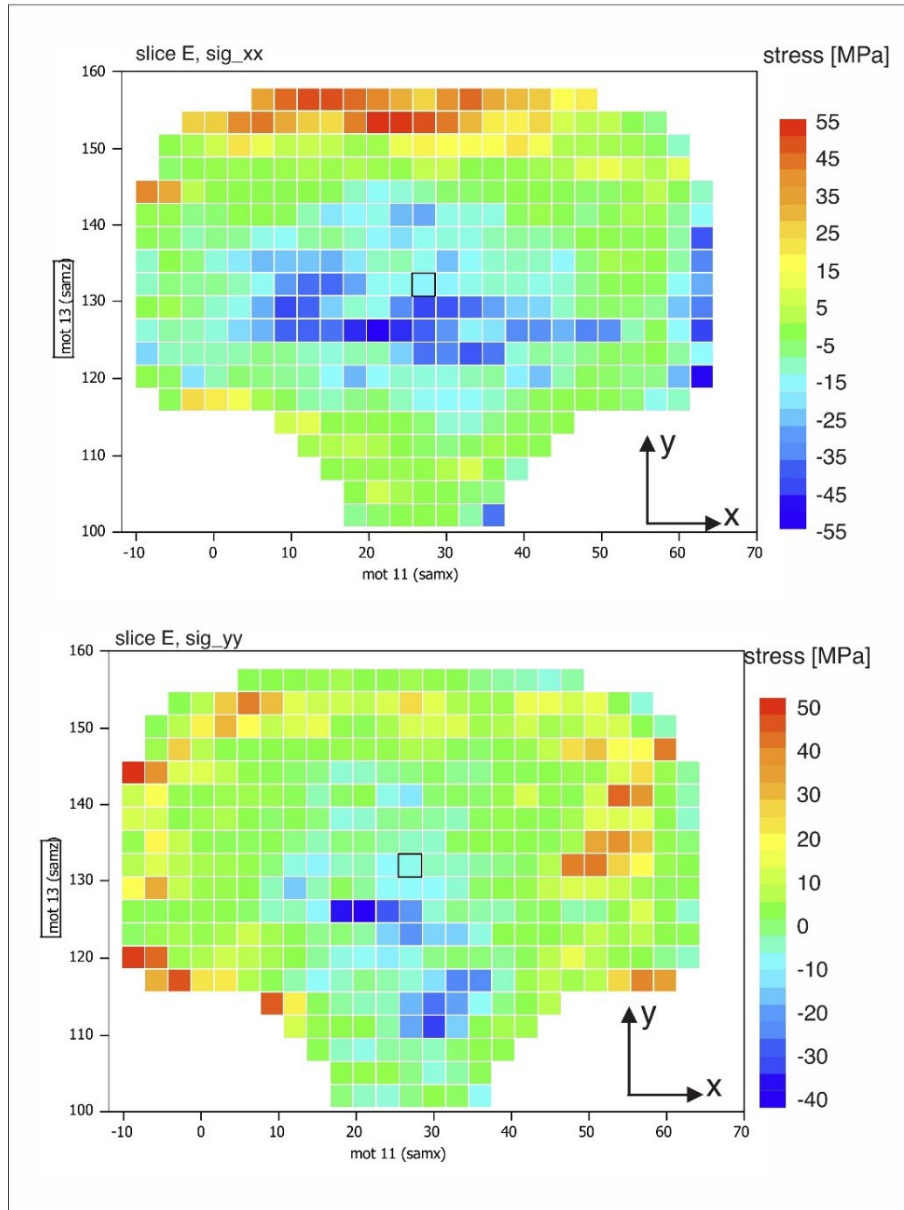 slice E, sig_xx
stress [MPa]
160
150
140
130
120
110
100
mot 13 (samz)
-10 0 10 20 30 40 50 60 70
mot 11 (samx)
55
45
35
25
15
5
-5
-15
-25
-35
-45
-55
y
x
slice E, sig_yy
stress [MPa]
160
150
140
130
120
110
100
mot 13 (samz)
-10 0 10 20 30 40 50 60 70
mot 11 (samx)
50
40
30
20
10
0
-10
-20
-30
-40
y
x